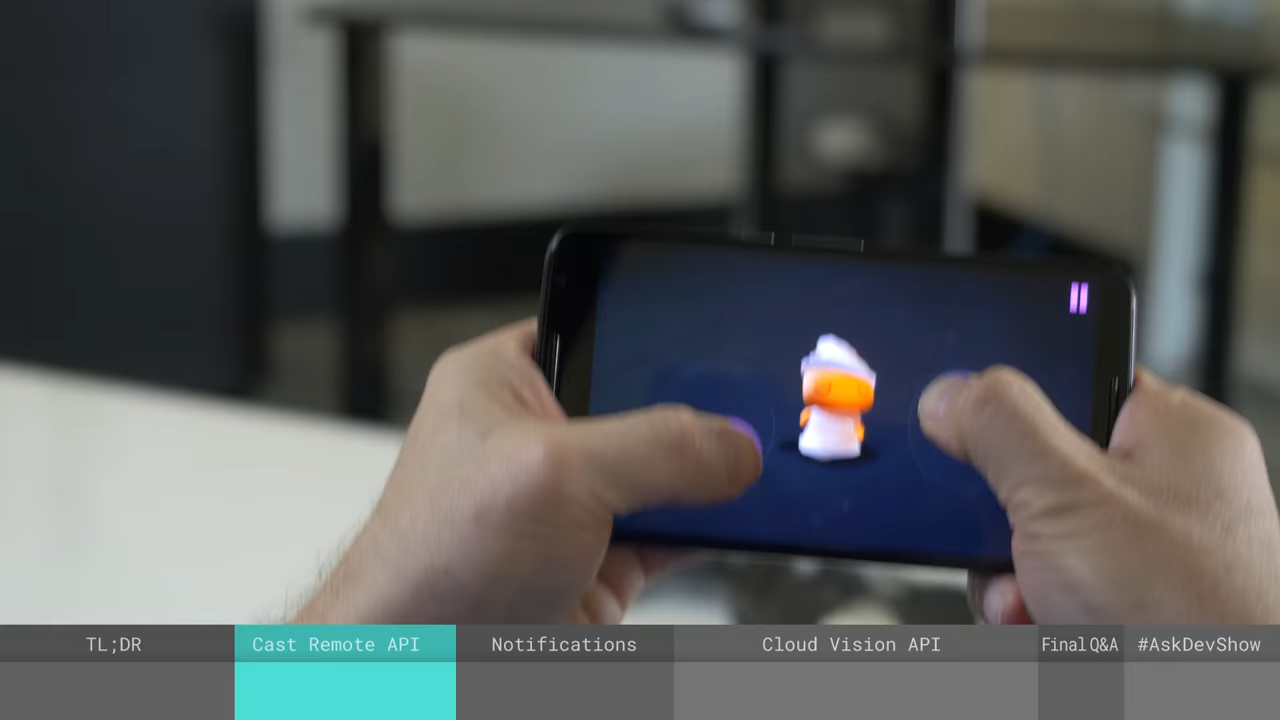 TL;DR
Cast Remote API
Notifications
Cloud Vision API
Final Q&A
#AskDevShow